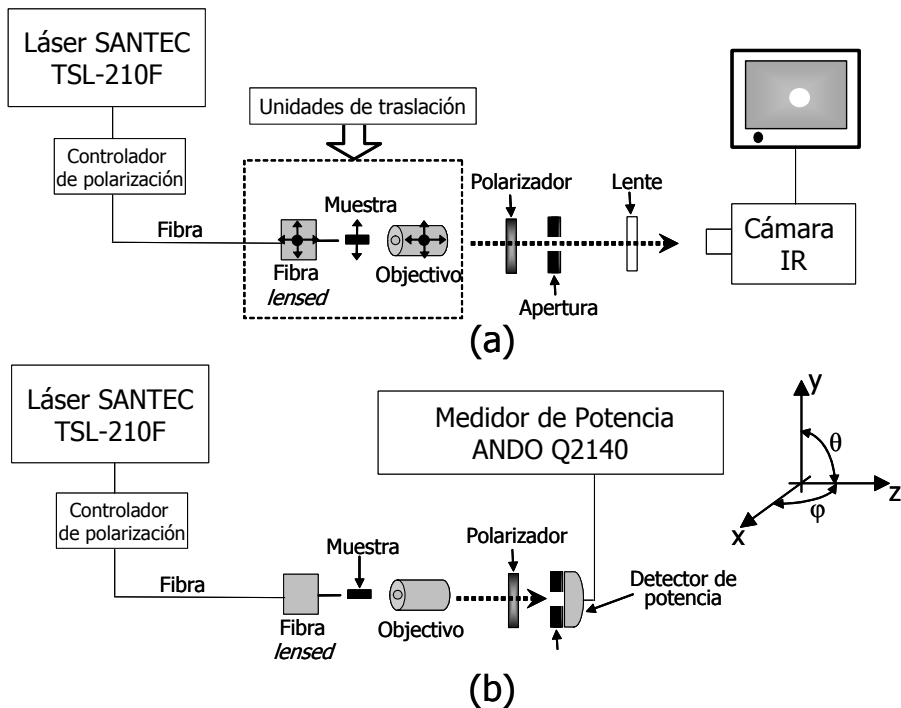 Láser SANTEC
TSL-210F
Controlador
de polarización
Fibra
Unidades de traslación
Muestra
Fibra
lensed
Objectivo
Polarizador
Apertura
Lente
Cámara
IR
(a)
Láser SANTEC
TSL-210F
Controlador
de polarización
Fibra
Fibra
lensed
Muestra
Objectivo
Polarizador
Medidor de Potencia
ANDO Q2140
Detector de
potencia
y
θ
z
φ
x
(b)